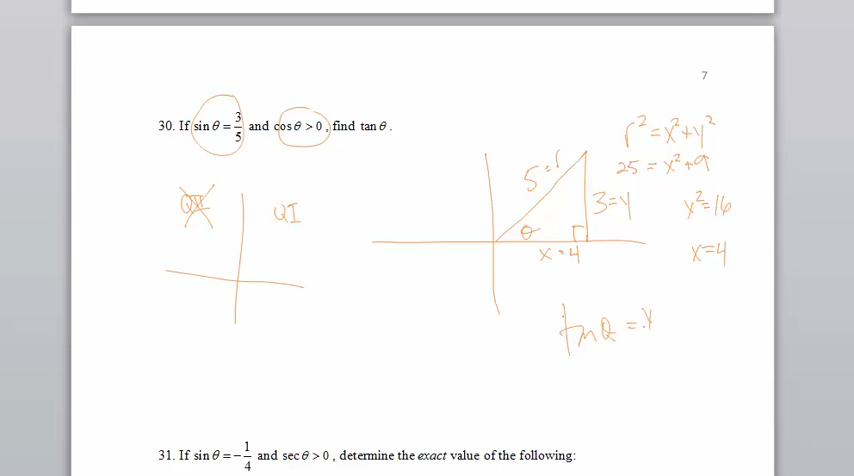 7
30. If sin θ = 3/5 and cos θ > 0, find tan θ.
r² = x² + y²
25 = x² + 9
5 = r
3 = y
x² = 16
QI
θ
x = 4
x = 4
tan θ =
31. If sin θ = -1/4 and sec θ > 0, determine the exact value of the following: